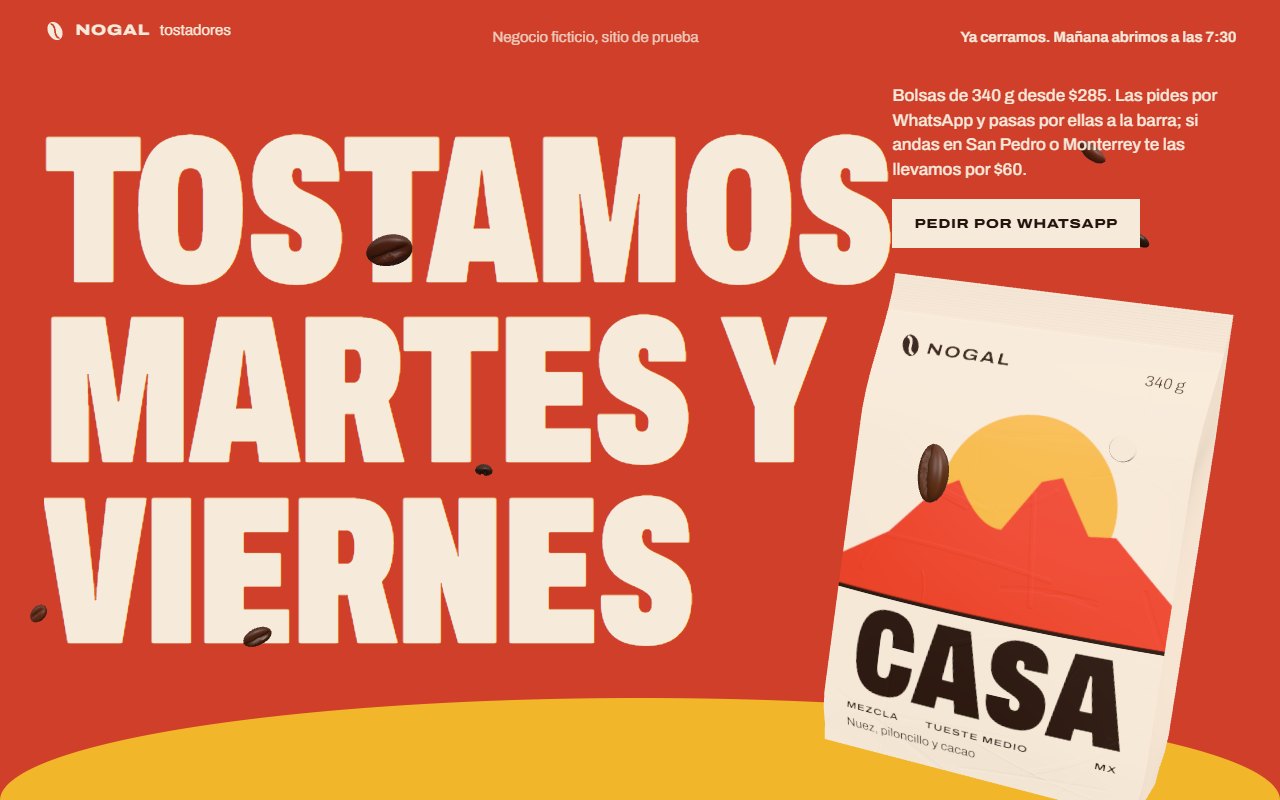 NOGAL tostadores
Negocio ficticio, sitio de prueba
Ya cerramos. Mañana abrimos a las 7:30
Bolsas de 340 g desde $285. Las pides por
WhatsApp y pasas por ellas a la barra; si
andas en San Pedro o Monterrey te las
llevamos por $60.
PEDIR POR WHATSAPP
TOSTAMOS
MARTES Y
VIERNES
NOGAL
340 g
CASA
MEZCLA TUESTE MEDIO
Nuez, piloncillo y cacao
MX